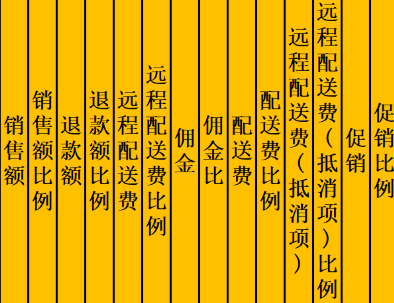 销售额
销售额比例
退款额
退款额比例
远程配送费
远程配送费比例
佣金
佣金比
配送费
配送费比例
远程配送费(抵消项)
远程配送费(抵消项)比例
促销
促销比例